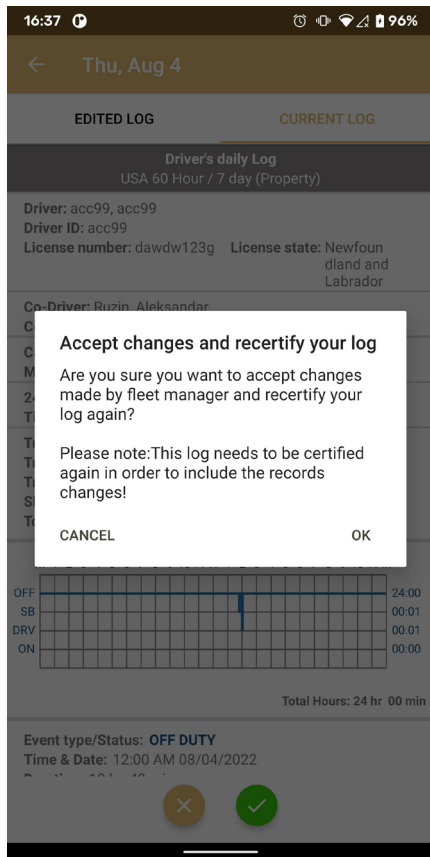 16:37 96%
Thu, Aug 4
EDITED LOG CURRENT LOG
Driver's daily Log
USA 60 Hour / 7 day (Property)
Driver: acc99, acc99
Driver ID: acc99
License number: dawdw123g License state: Newfoun
dland and
Labrador
Co-Driver: Ruzin, Aleksandar
Accept changes and recertify your log
Are you sure you want to accept changes
made by fleet manager and recertify your
log again?
Please note:This log needs to be certified
again in order to include the records
changes!
CANCEL OK
OFF 24:00
SB 00:01
DRV 00:01
ON 00:00
Total Hours: 24 hr 00 min
Event type/Status: OFF DUTY
Time & Date: 12:00 AM 08/04/2022